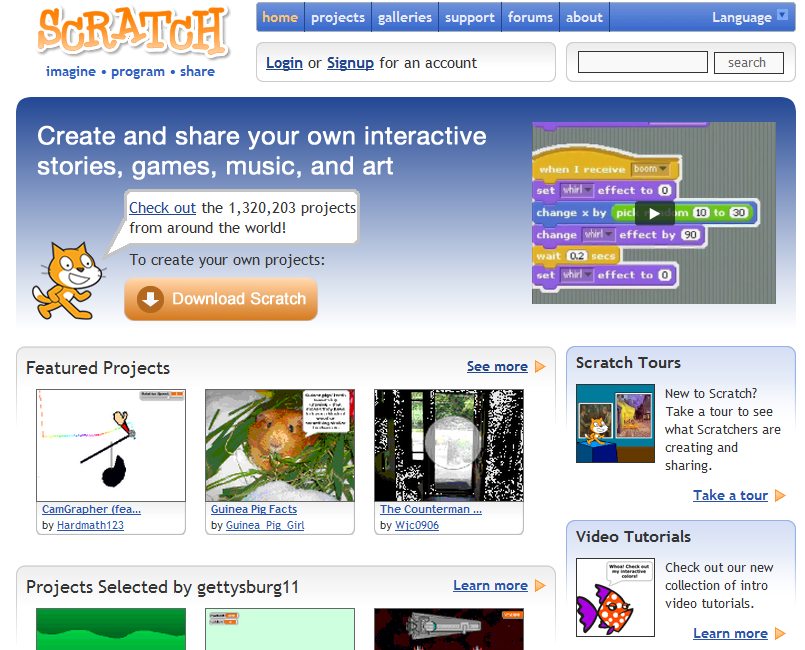 SCRATCH
imagine • program • share
home projects galleries support forums about
Language
Login or Signup for an account
search
Create and share your own interactive
stories, games, music, and art
Check out the 1,320,203 projects
from around the world!
To create your own projects:
Download Scratch
when I receive boom
set whirl effect to 0
change x by pick random 10 to 30
change whirl effect by 90
wait 0.2 secs
set whirl effect to 0
Featured Projects
See more
CamGrapher (fea...
by Hardmath123
Guinea Pig Facts
by Guinea_Pig_Girl
The Counterman ...
by Wjc0906
Projects Selected by gettysburg11
Learn more
Scratch Tours
New to Scratch?
Take a tour to see
what Scratchers are
creating and
sharing.
Take a tour
Video Tutorials
Whoa! Check out
my interactive
colors!
Check out our new
collection of intro
video tutorials.
Learn more